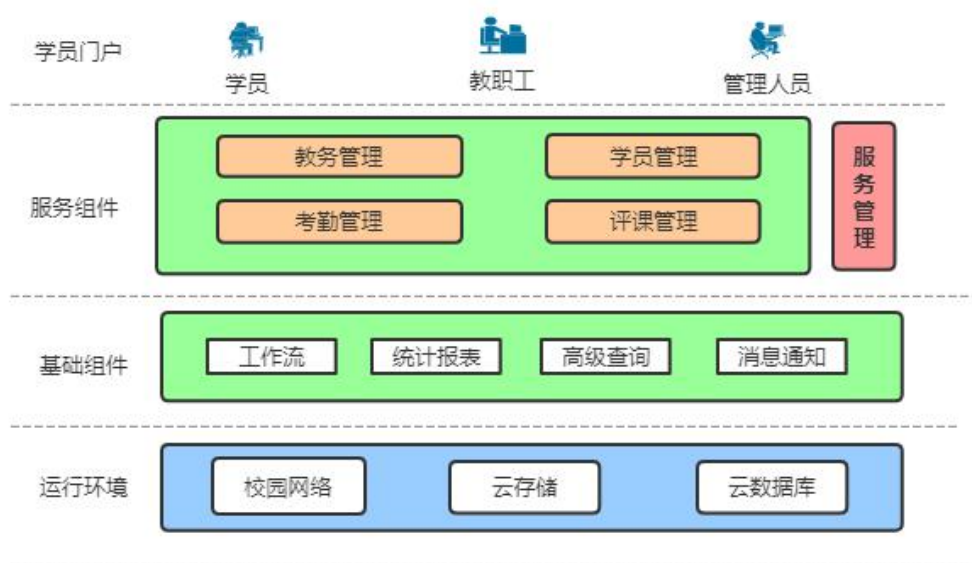 学员门户
学员
教职工
管理人员
服务组件
教务管理
学员管理
考勤管理
评课管理
服务管理
基础组件
工作流
统计报表
高级查询
消息通知
运行环境
校园网络
云存储
云数据库